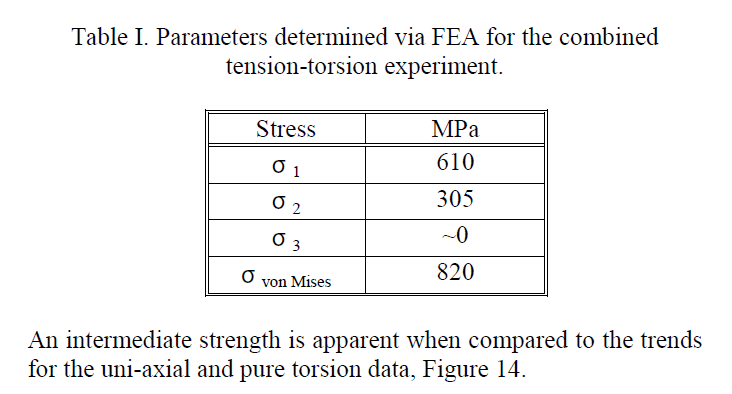 Table I. Parameters determined via FEA for the combined
tension-torsion experiment.
Stress MPa
σ 1 610
σ 2 305
σ 3 ~0
σ von Mises 820
An intermediate strength is apparent when compared to the trends
for the uni-axial and pure torsion data, Figure 14.